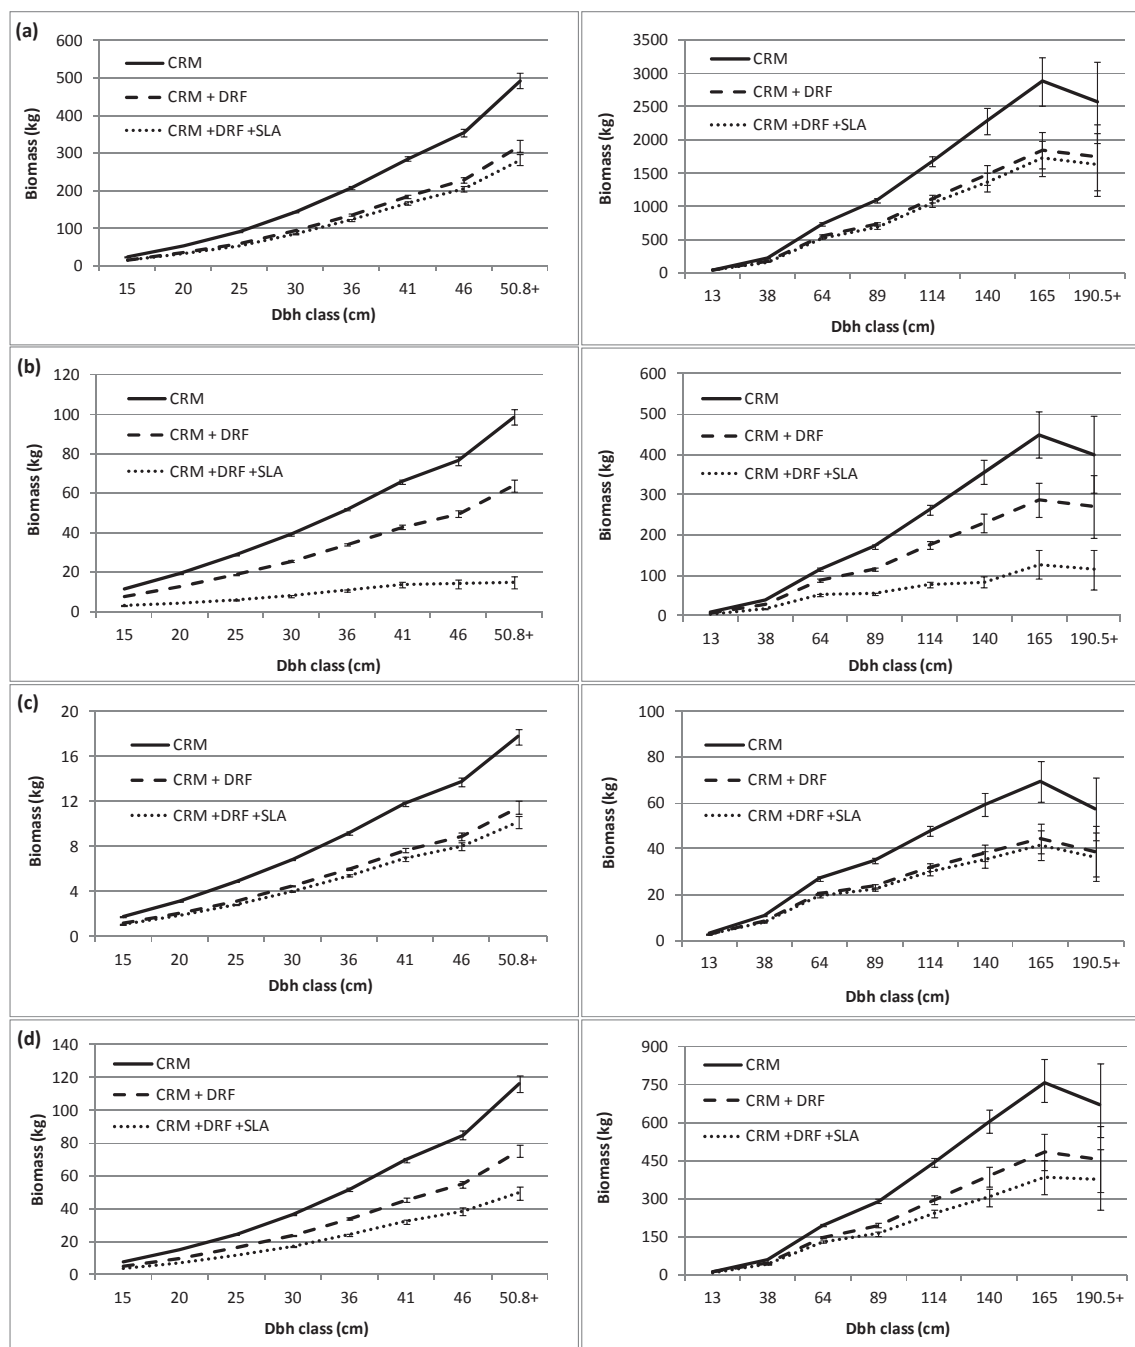 (a)
600
500
400
300
200
100
0
Biomass (kg)
CRM
CRM + DRF
CRM +DRF +SLA
15 20 25 30 36 41 46 50.8+
Dbh class (cm)
3500
3000
2500
2000
1500
1000
500
0
Biomass (kg)
CRM
CRM + DRF
CRM +DRF +SLA
13 38 64 89 114 140 165 190.5+
Dbh class (cm)
(b)
120
100
80
60
40
20
0
Biomass (kg)
CRM
CRM + DRF
CRM +DRF +SLA
15 20 25 30 36 41 46 50.8+
Dbh class (cm)
600
500
400
300
200
100
0
Biomass (kg)
CRM
CRM + DRF
CRM +DRF +SLA
13 38 64 89 114 140 165 190.5+
Dbh class (cm)
(c)
20
16
12
8
4
0
Biomass (kg)
CRM
CRM + DRF
CRM +DRF +SLA
15 20 25 30 36 41 46 50.8+
Dbh class (cm)
100
80
60
40
20
0
Biomass (kg)
CRM
CRM + DRF
CRM +DRF +SLA
13 38 64 89 114 140 165 190.5+
Dbh class (cm)
(d)
140
120
100
80
60
40
20
0
Biomass (kg)
CRM
CRM + DRF
CRM +DRF +SLA
15 20 25 30 36 41 46 50.8+
Dbh class (cm)
900
750
600
450
300
150
0
Biomass (kg)
CRM
CRM + DRF
CRM +DRF +SLA
13 38 64 89 114 140 165 190.5+
Dbh class (cm)